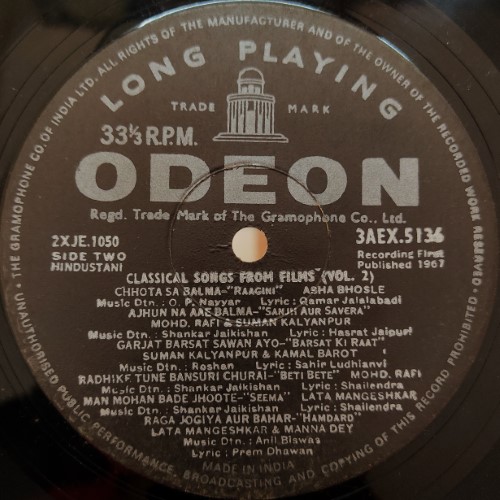 THE GRAMOPHONE CO. OF INDIA LTD. ALL RIGHTS OF THE MANUFACTURER AND OF THE OWNER OF THE RECORDED WORK RESERVED
UNAUTHORISED PUBLIC PERFORMANCE, BROADCASTING AND COPYING OF THIS RECORD PROHIBITED
LONG PLAYING
TRADE MARK
33⅓ R.P.M.
ODEON
Regd. Trade Mark of The Gramophone Co., Ltd.
2XJE.1050
3AEX.5136
SIDE TWO
HINDUSTANI
Recording First
Published 1967
CLASSICAL SONGS FROM FILMS (VOL. 2)
CHHOTA SA BALMA-"RAAGINI" ASHA BHOSLE
Music Dtn. : O. P. Nayyar Lyric : Qamar Jalalabadi
AJHUN NA AAE BALMA-"SANJH AUR SAVERA"
MOHD. RAFI & SUMAN KALYANPUR
Music Dtn. : Shankar Jaikishan Lyric : Hasrat Jaipuri
GARJAT BARSAT SAWAN AYO-"BARSAT KI RAAT"
SUMAN KALYANPUR & KAMAL BAROT
Music Dtn. : Roshan Lyric : Sahir Ludhianvi
RADHIKE TUNE BANSURI CHURAI-"BETI BETE" MOHD. RAFI
Music Dtn. : Shankar Jaikishan Lyric : Shailendra
MAN MOHAN BADE JHOOTE-"SEEMA" LATA MANGESHKAR
Music Dtn. : Shankar Jaikishan Lyric : Shailendra
RAGA JOGIYA AUR BAHAR-"HAMDARD"
LATA MANGESHKAR & MANNA DEY
Music Dtn. : Anil Biswas
Lyric : Prem Dhawan
MADE IN INDIA